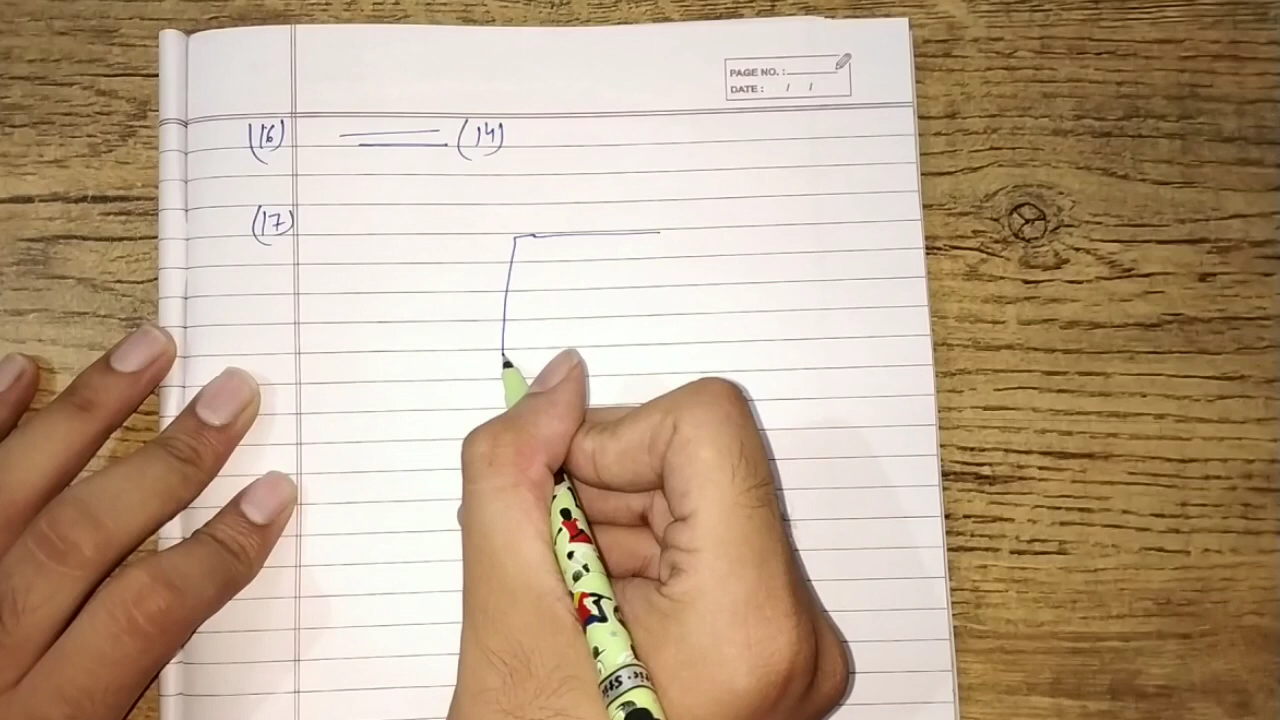 PAGE NO. :
DATE : / /
(16) (14)
(17)